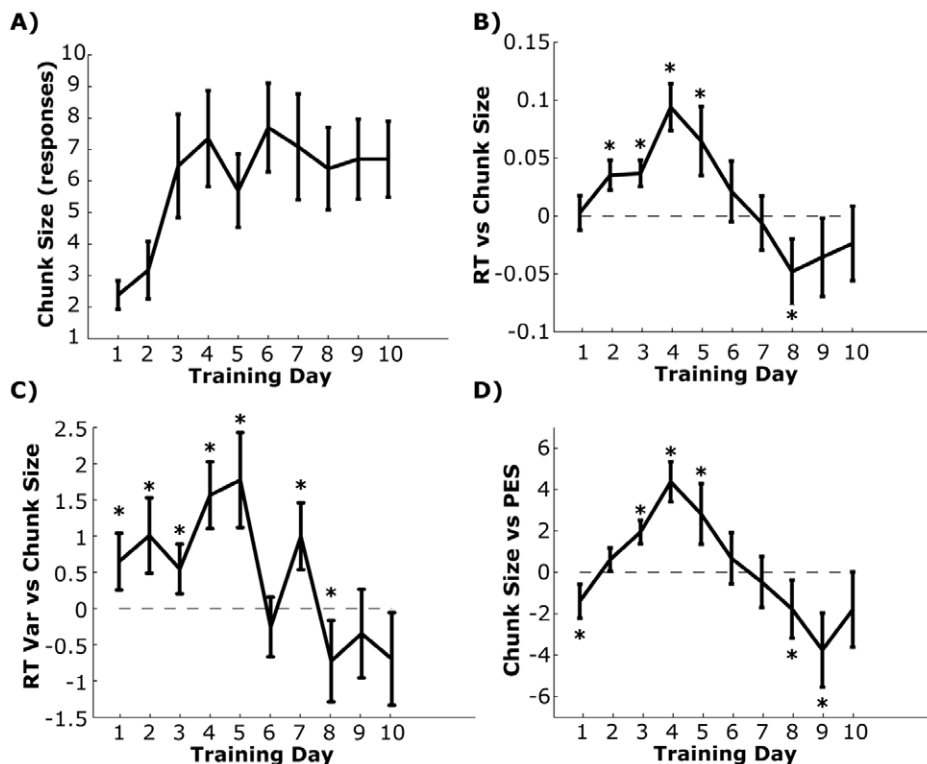 A)
Chunk Size (responses)
10
9
8
7
6
5
4
3
2
1
1 2 3 4 5 6 7 8 9 10
Training Day
B)
RT vs Chunk Size
0.15
0.1
0.05
0
-0.05
-0.1
* * * * *
*
1 2 3 4 5 6 7 8 9 10
Training Day
C)
RT Var vs Chunk Size
2.5
2
1.5
1
0.5
0
-0.5
-1
-1.5
* * * * * * *
1 2 3 4 5 6 7 8 9 10
Training Day
D)
Chunk Size vs PES
6
4
2
0
-2
-4
-6
* * *
* * *
1 2 3 4 5 6 7 8 9 10
Training Day